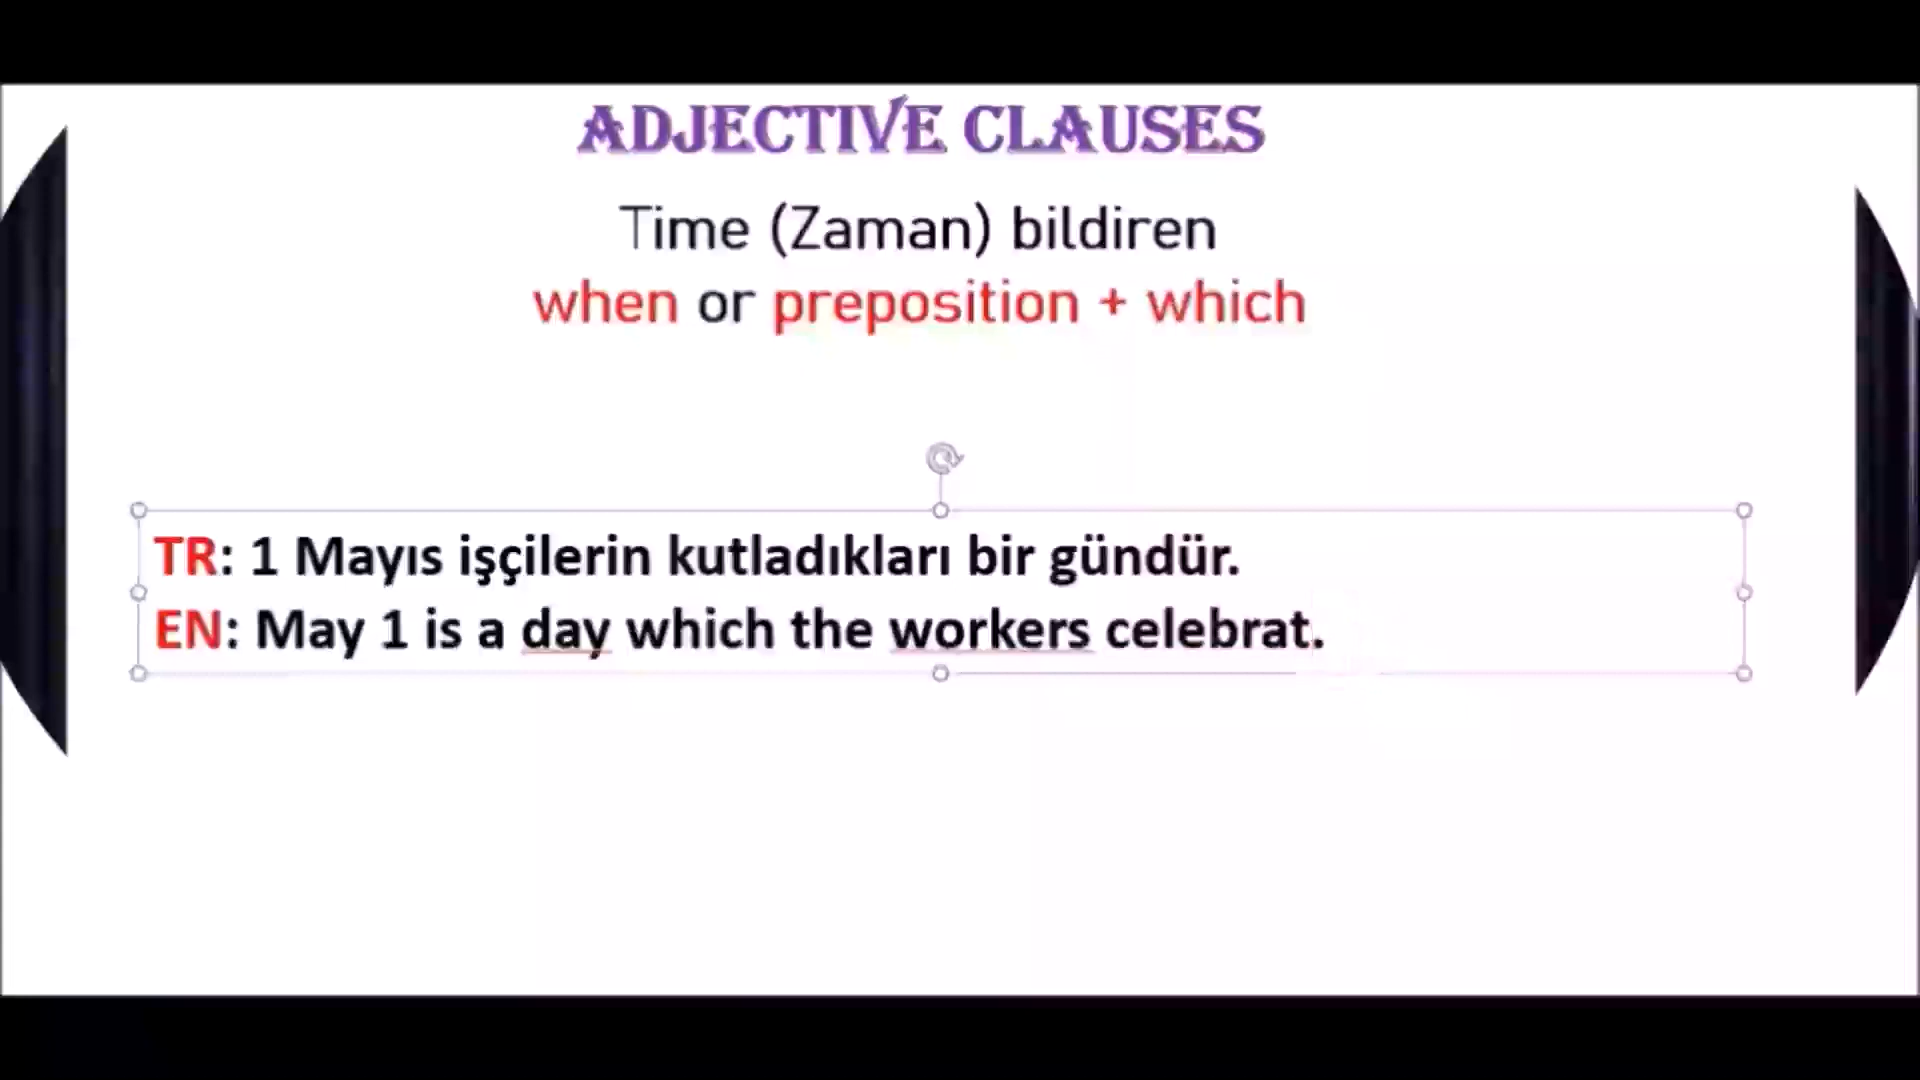 ADJECTIVE CLAUSES
Time (Zaman) bildiren
when or preposition + which
TR: 1 Mayıs işçilerin kutladıkları bir gündür.
EN: May 1 is a day which the workers celebrat.